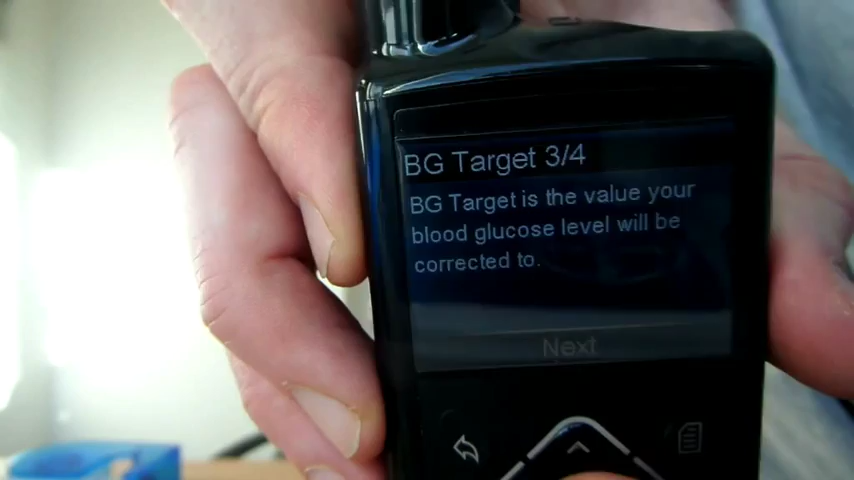 BG Target 3/4
BG Target is the value your
blood glucose level will be
corrected to.
Next